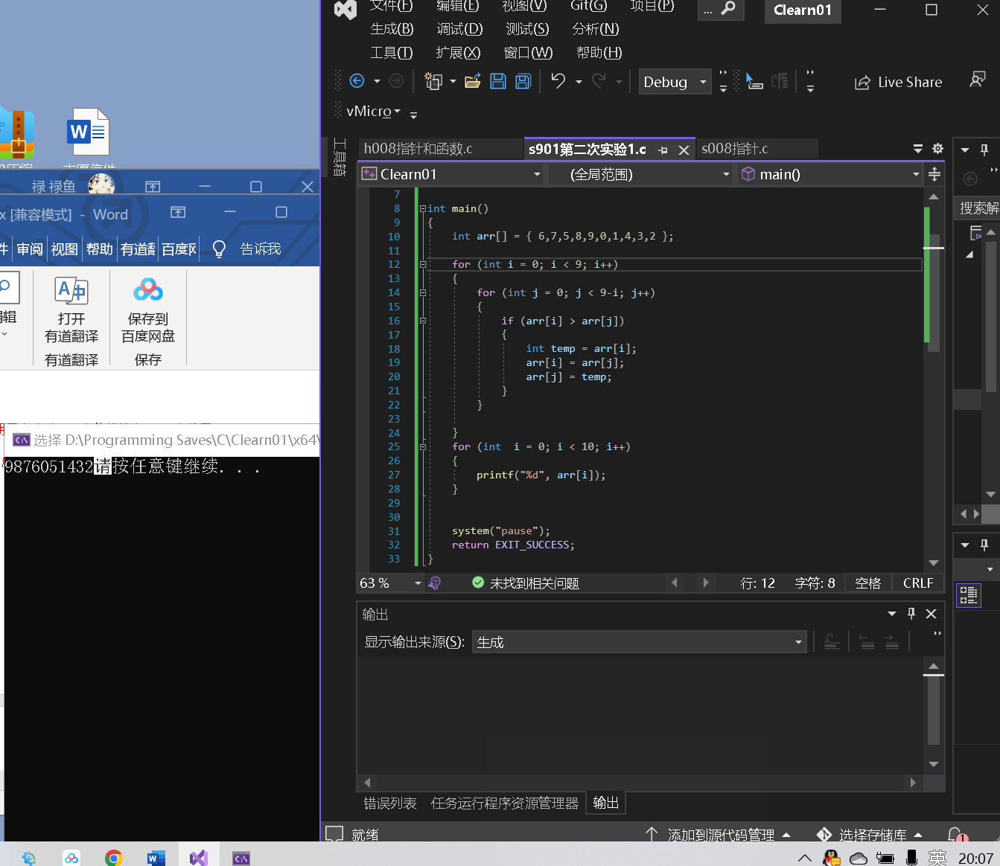 文件(F) 编辑(E) 视图(V) Git(G) 项目(P) ... Clearn01
生成(B) 调试(D) 测试(S) 分析(N)
工具(T) 扩展(X) 窗口(W) 帮助(H)
Debug Live Share
vMicro
W
禄 禄鱼
x [兼容模式] - Word
件 审阅 视图 帮助 有道翻 百度网 告诉我
打开
有道翻译
有道翻译
保存到
百度网盘
保存
选择 D:\Programming Saves\C\Clearn01\x64\
9876051432请按任意键继续. . .
工具箱
h008指针和函数.c s901第二次实验1.c s008指针.c
Clearn01 (全局范围) main()
7
8 int main()
9 {
10 int arr[] = { 6,7,5,8,9,0,1,4,3,2 };
11
12 for (int i = 0; i < 9; i++)
13 {
14 for (int j = 0; j < 9-i; j++)
15 {
16 if (arr[i] > arr[j])
17 {
18 int temp = arr[i];
19 arr[i] = arr[j];
20 arr[j] = temp;
21 }
22 }
23
24 }
25 for (int  i = 0; i < 10; i++)
26 {
27 printf("%d", arr[i]);
28 }
29
30
31 system("pause");
32 return EXIT_SUCCESS;
33 }
63 % 未找到相关问题 行: 12 字符: 8 空格 CRLF
输出
显示输出来源(S): 生成
错误列表 任务运行程序资源管理器 输出
就绪 添加到源代码管理 选择存储库 1
搜索解
英 20:07